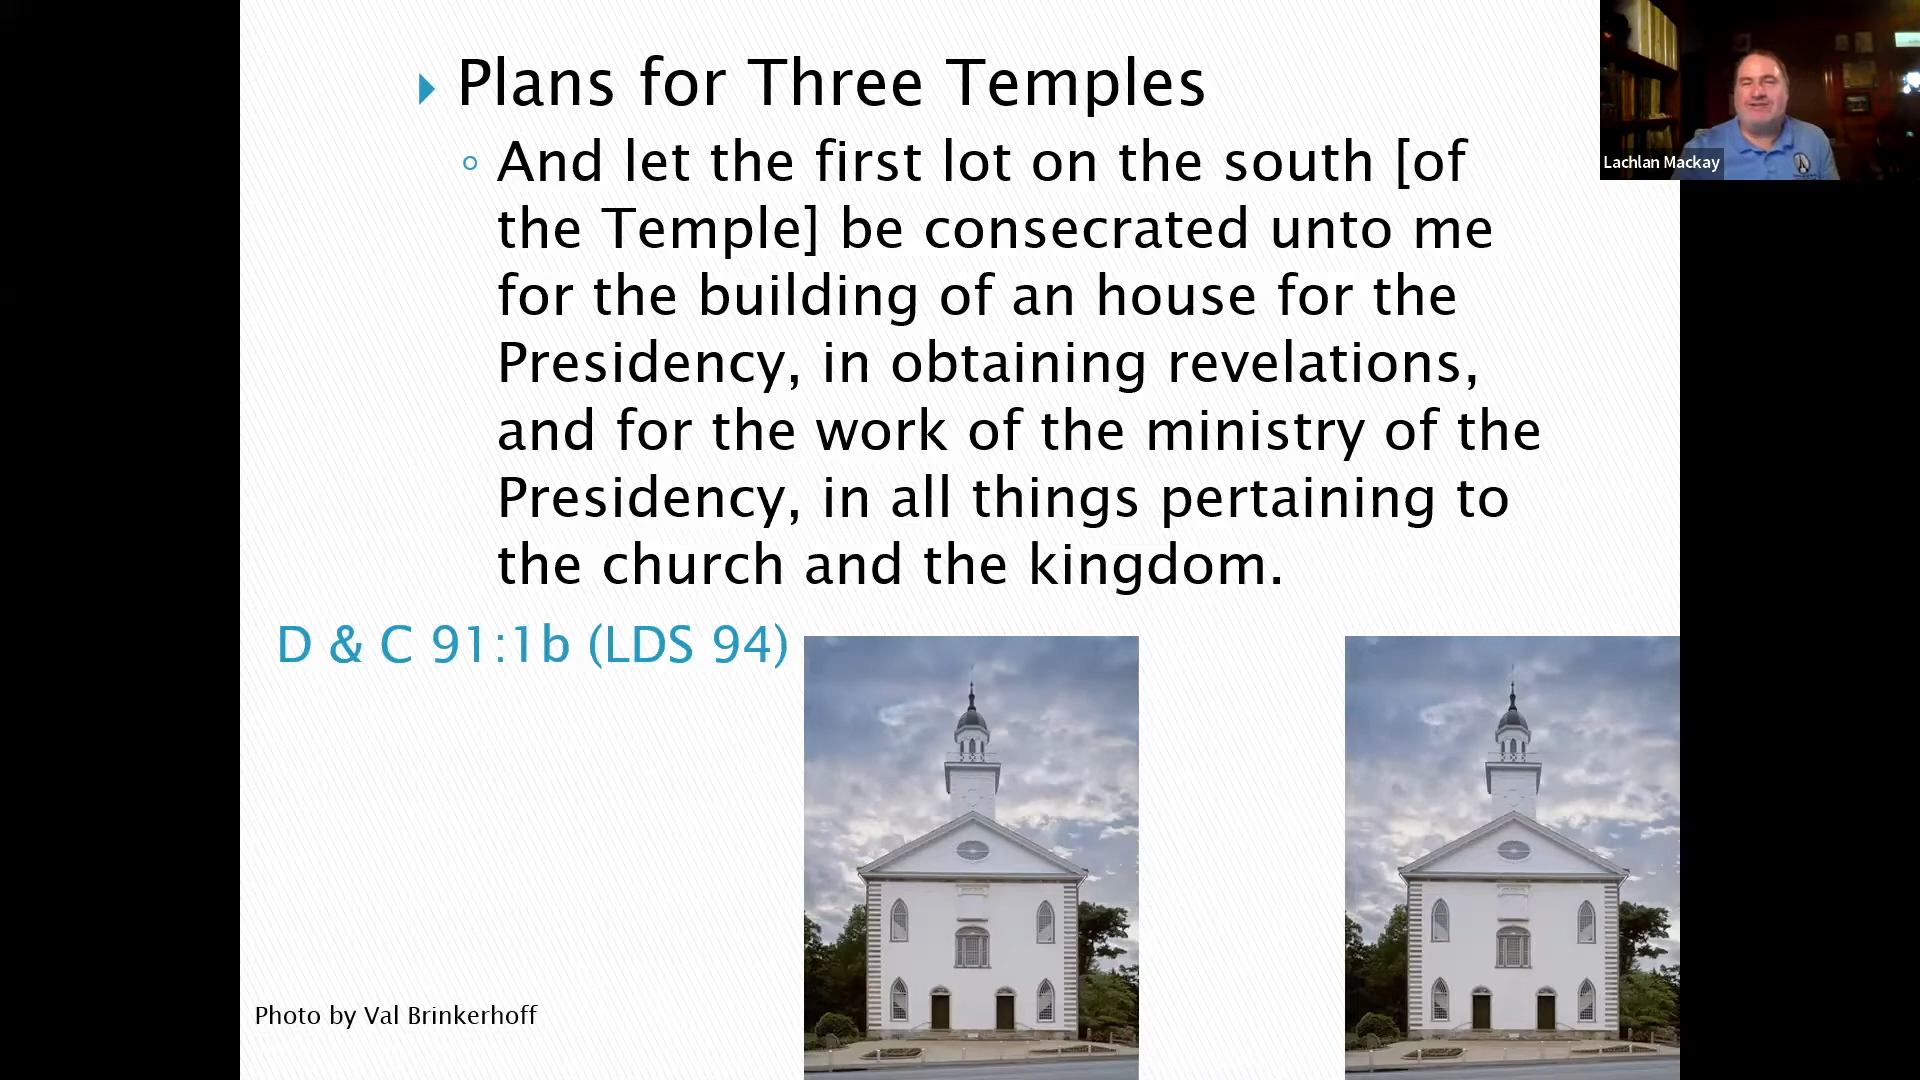 Plans for Three Temples
And let the first lot on the south [of
the Temple] be consecrated unto me
for the building of an house for the
Presidency, in obtaining revelations,
and for the work of the ministry of the
Presidency, in all things pertaining to
the church and the kingdom.
D & C 91:1b (LDS 94)
Photo by Val Brinkerhoff
Lachlan Mackay